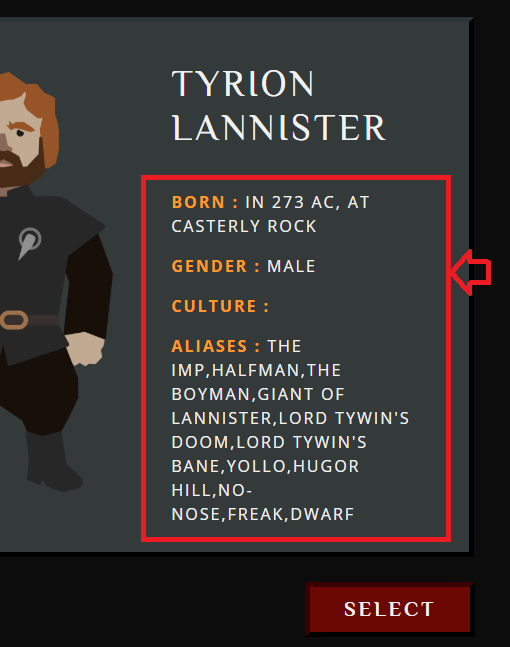 TYRION
LANNISTER
BORN : IN 273 AC, AT
CASTERLY ROCK
GENDER : MALE
CULTURE :
ALIASES : THE
IMP,HALFMAN,THE
BOYMAN,GIANT OF
LANNISTER,LORD TYWIN'S
DOOM,LORD TYWIN'S
BANE,YOLLO,HUGOR
HILL,NO-
NOSE,FREAK,DWARF
SELECT